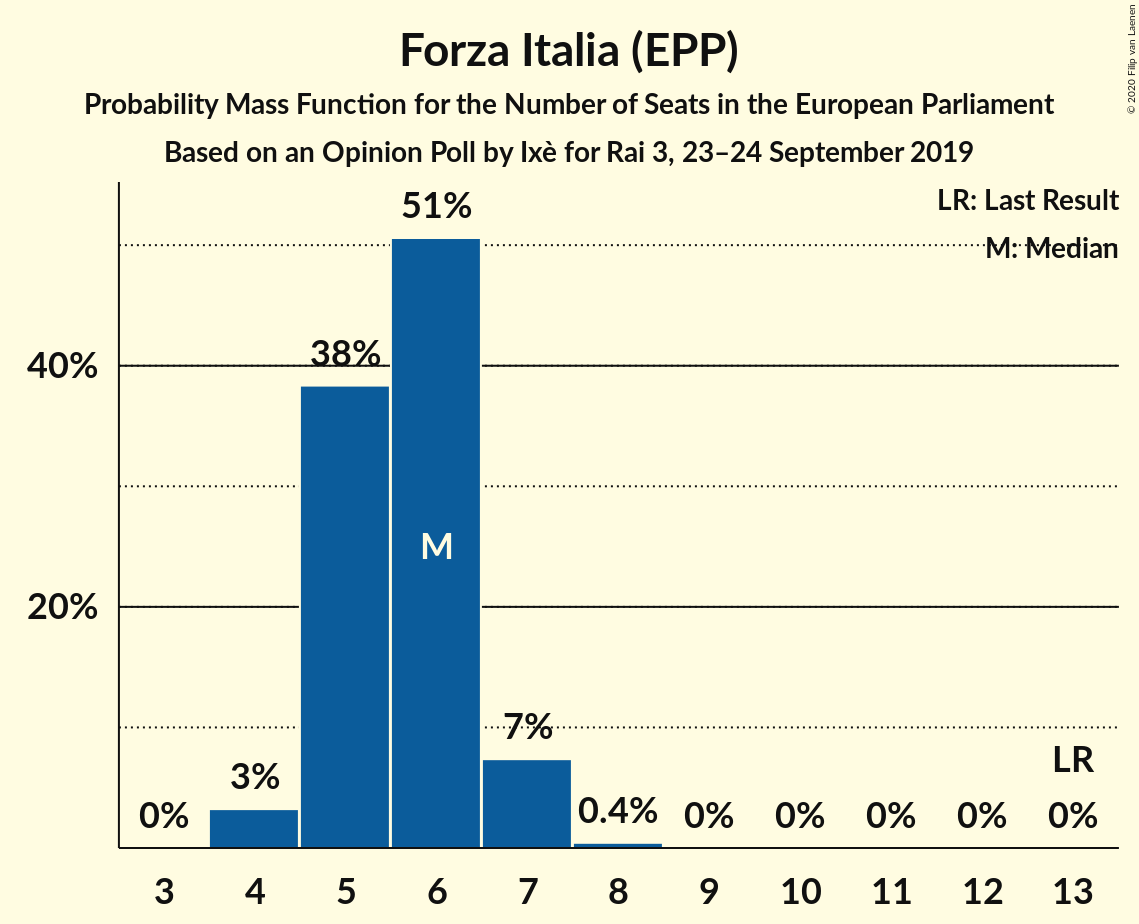 Forza Italia (EPP)
Probability Mass Function for the Number of Seats in the European Parliament
Based on an Opinion Poll by Ixè for Rai 3, 23–24 September 2019
© 2020 Filip van Laenen
LR: Last Result
M: Median
40%
20%
0%
3%
38%
51%
M
7%
0.4%
0%
0%
0%
0%
LR
0%
3 4 5 6 7 8 9 10 11 12 13